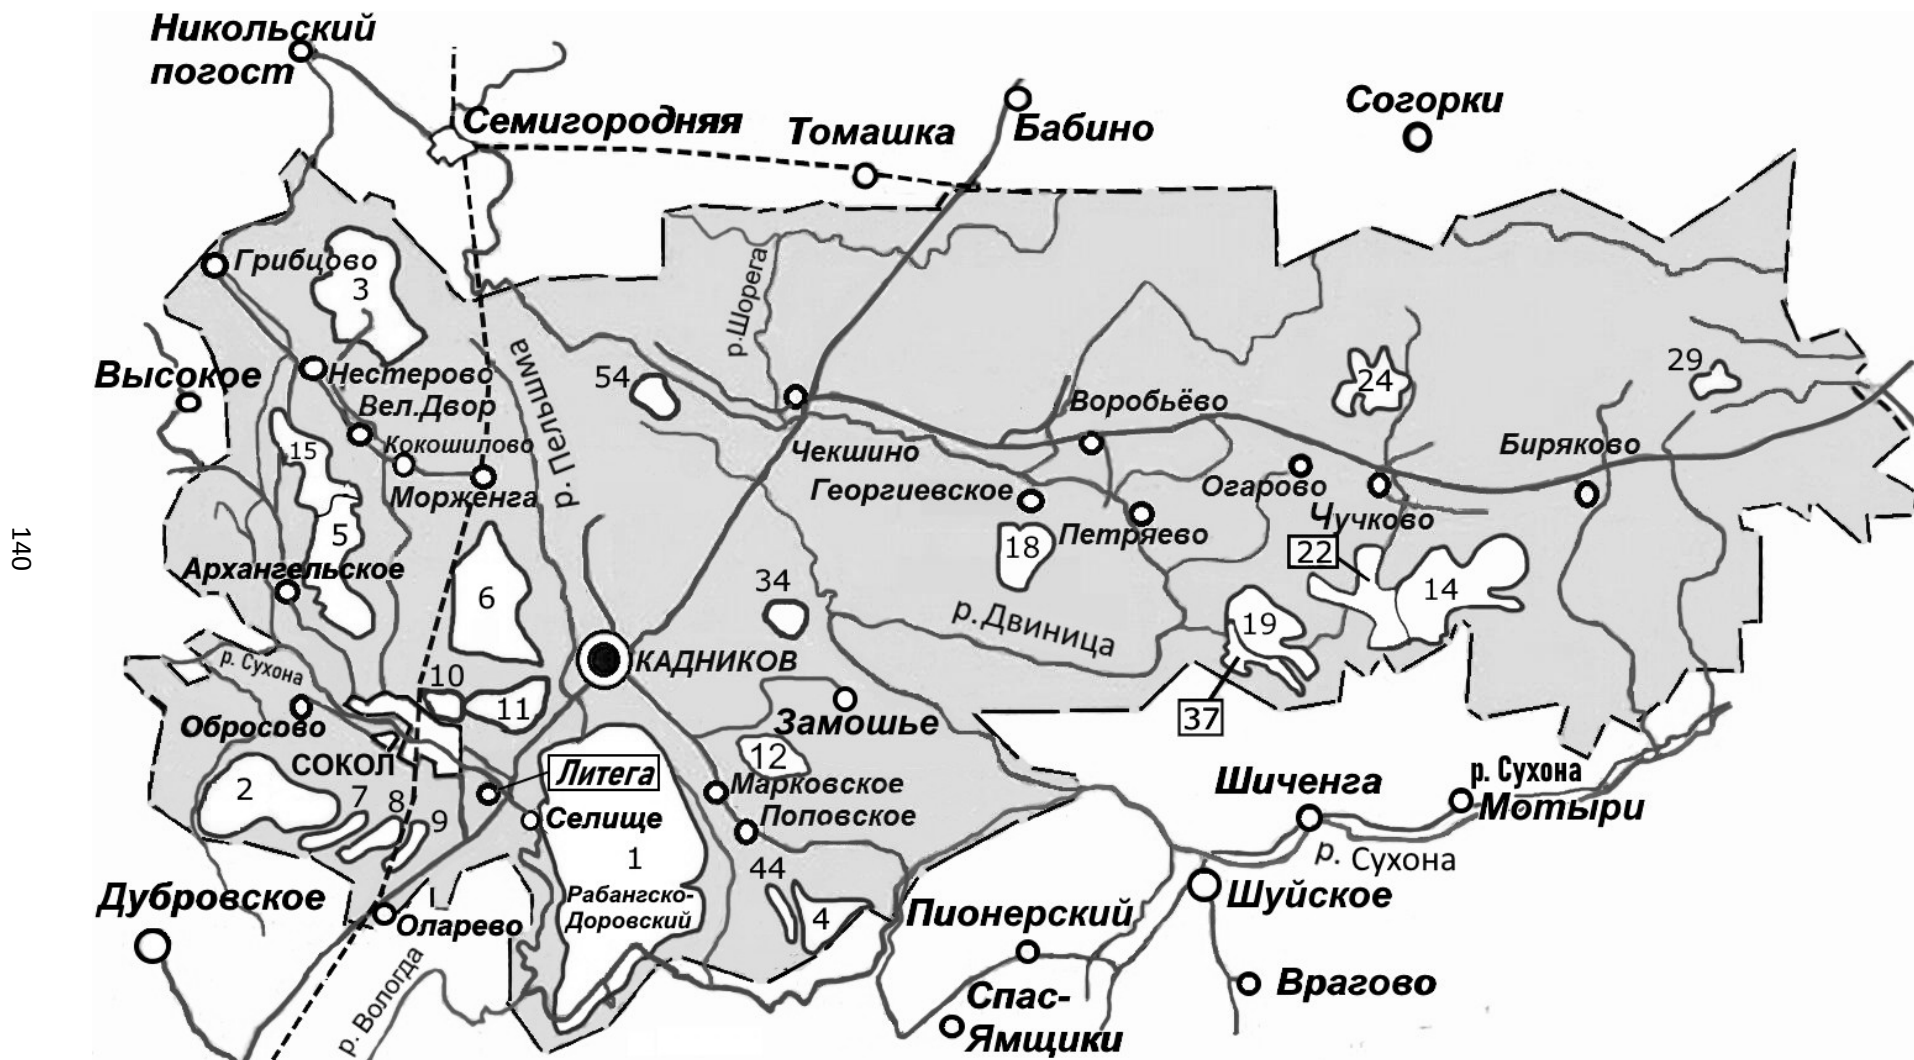 Никольский
погост
Семигородняя
Томашка
Бабино
Согорки
Грибцово
3
р.Шорега
Высокое
Нестерово
р. Пельшма
54
24
29
Вел.Двор
Воробьёво
15
Кокошилово
Чекшино
Биряково
Морженга
Георгиевское
Огарово
Чучково
5
18
Петряево
22
140
Архангельское
6
34
14
р.Двиница
19
р. Сухона
КАДНИКОВ
10
11
37
Обросово
Замошье
СОКОЛ
12
Литега
Марковское
Шиченга
р. Сухона
2
7
8
9
Селище
Поповское
Мотыри
1
44
р. Сухона
Дубровское
Рабангско-
Доровский
4
Шуйское
Оларево
Пионерский
р. Вологда
Спас-
Ямщики
Врагово